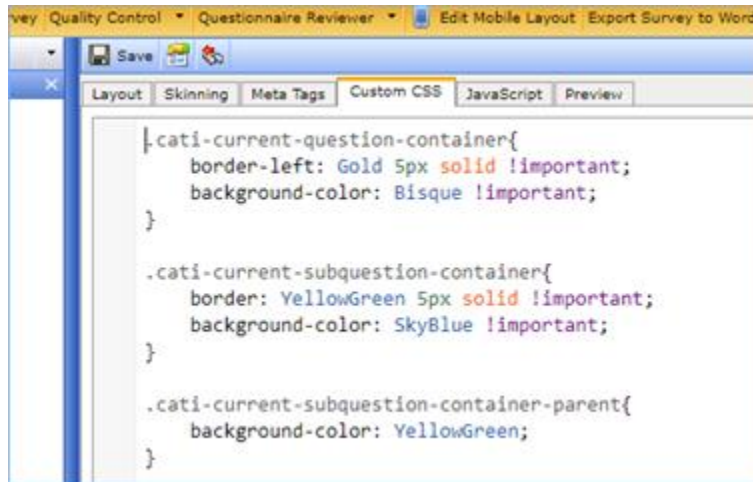 vey Quality Control Questionnaire Reviewer Edit Mobile Layout Export Survey to Word
Save
Layout Skinning Meta Tags Custom CSS JavaScript Preview
.cati-current-question-container{
border-left: Gold 5px solid !important;
background-color: Bisque !important;
}
.cati-current-subquestion-container{
border: YellowGreen 5px solid !important;
background-color: SkyBlue !important;
}
.cati-current-subquestion-container-parent{
background-color: YellowGreen;
}